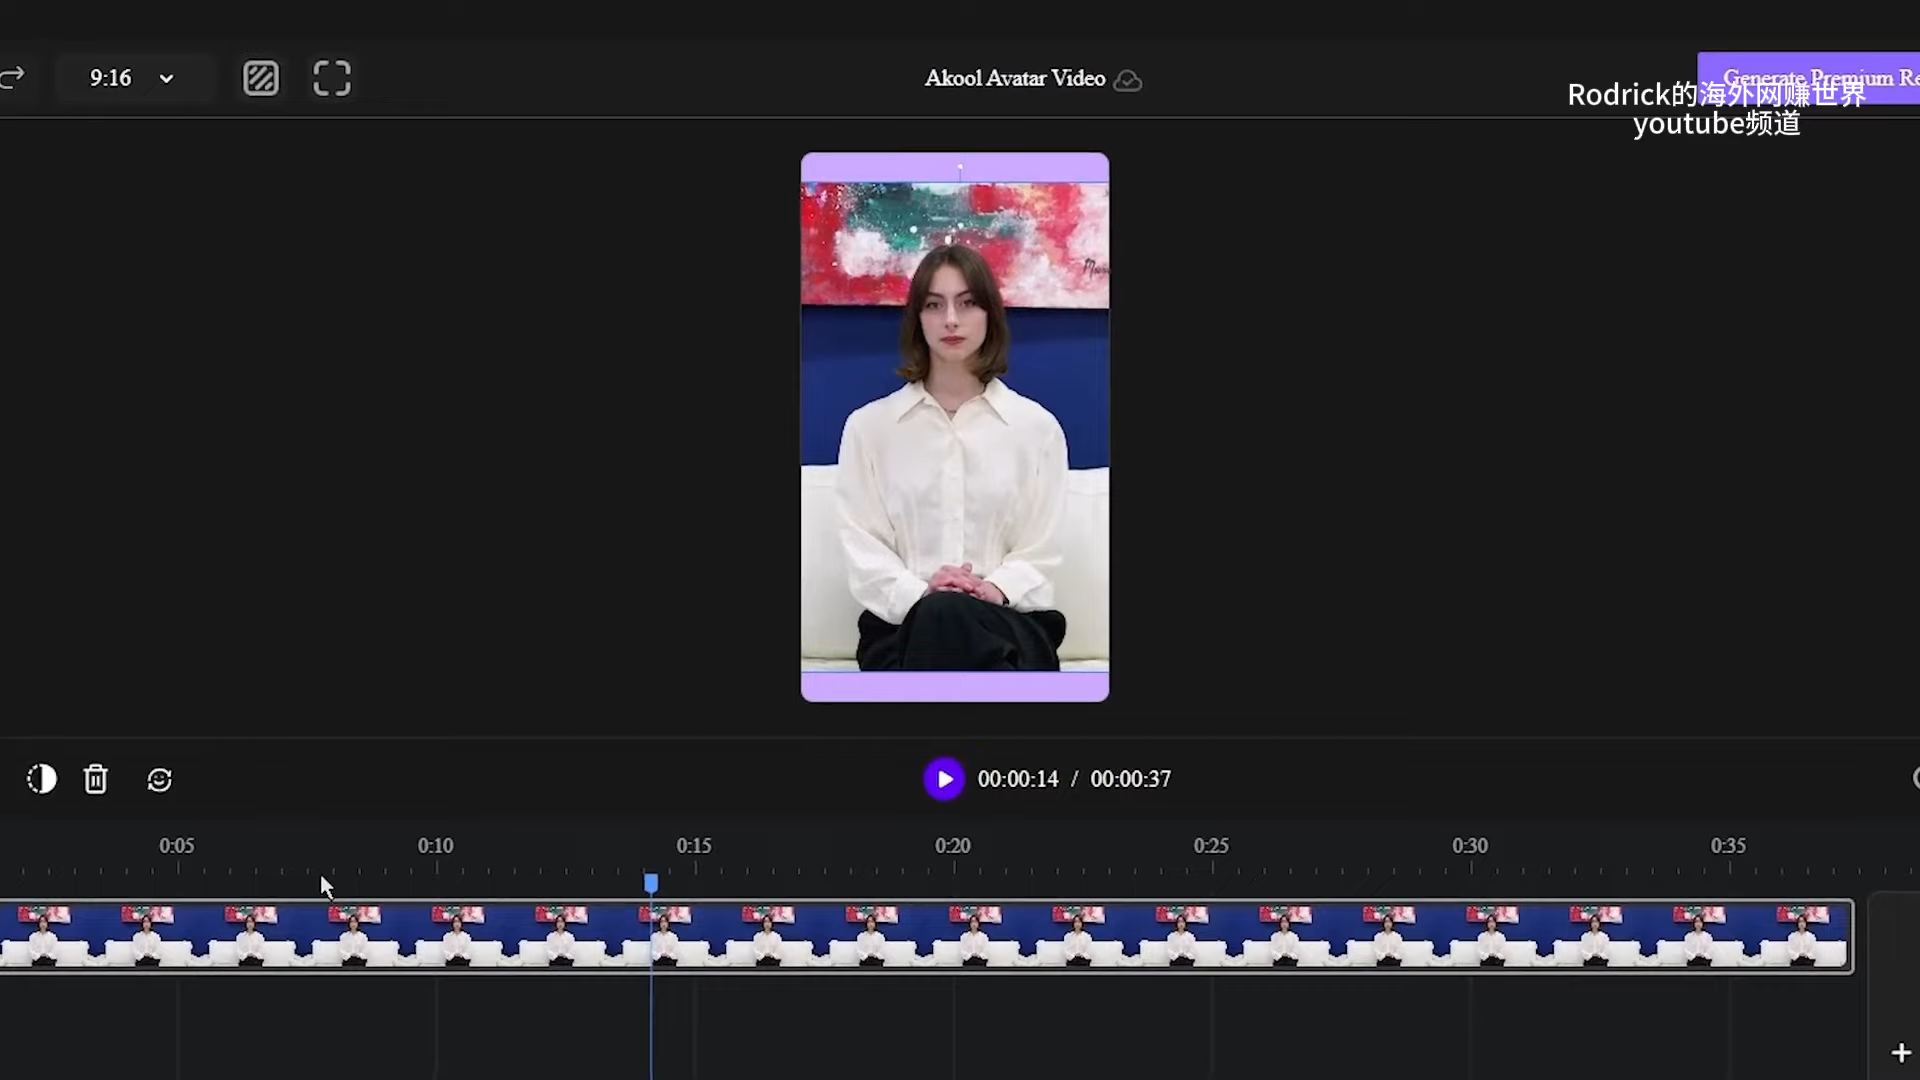 9:16
Akool Avatar Video
Generate Premium Re
Rodrick的海外网赚世界
youtube频道
00:00:14 / 00:00:37
0:05 0:10 0:15 0:20 0:25 0:30 0:35